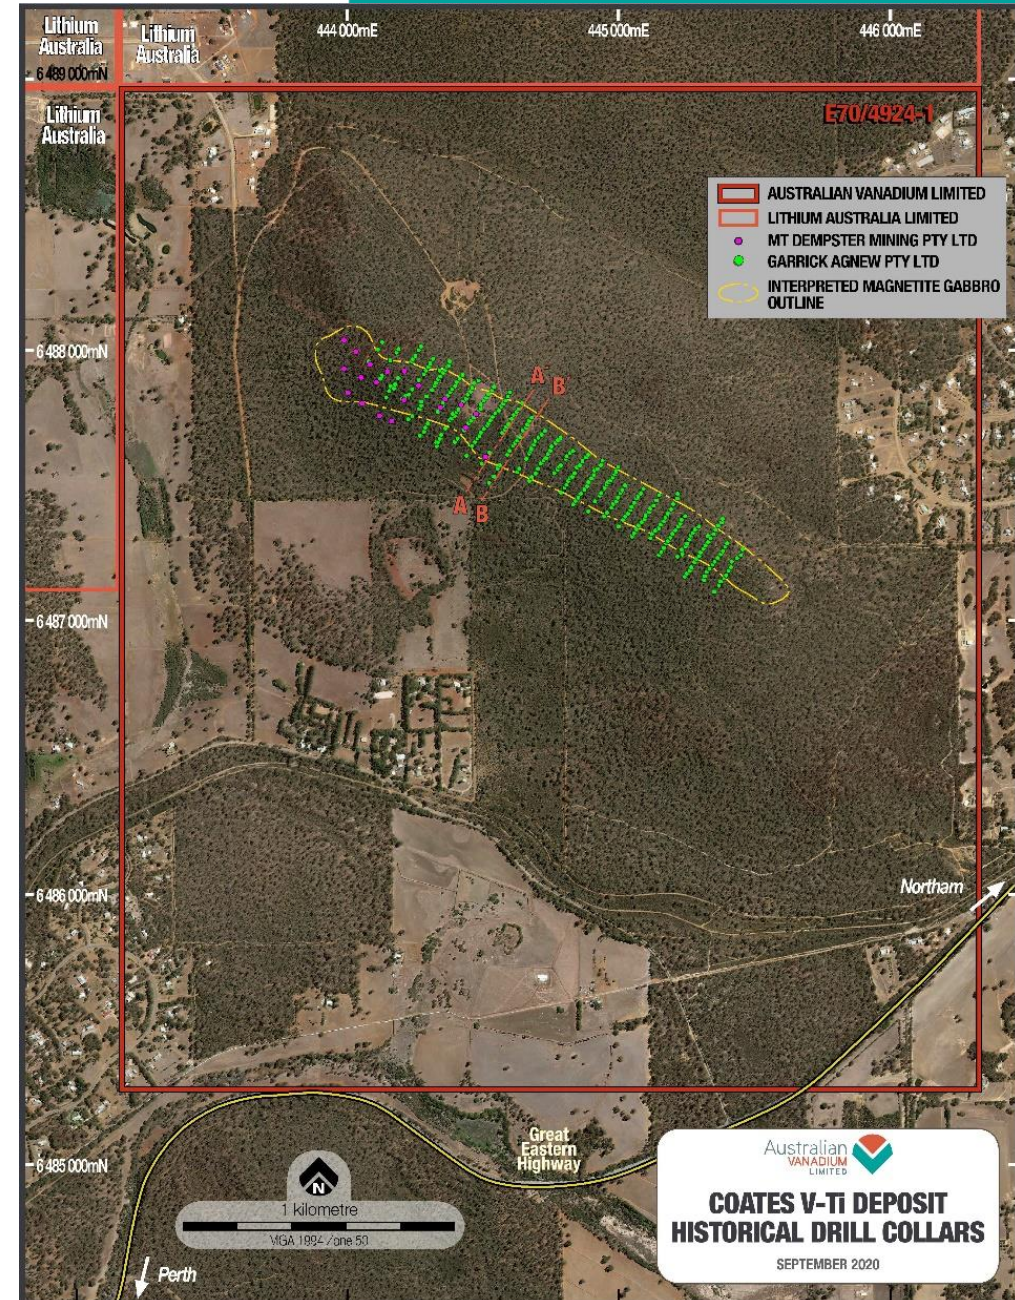 Lithium
Australia
Lithium
Australia
444 000mE
445 000mE
446 000mE
6 489 000mN
Lithium
Australia
E70/4924-1
AUSTRALIAN VANADIUM LIMITED
LITHIUM AUSTRALIA LIMITED
MT DEMPSTER MINING PTY LTD
GARRICK AGNEW PTY LTD
INTERPRETED MAGNETITE GABBRO
OUTLINE
6 488 000mN
A
B
A
B
6 487 000mN
6 486 000mN
Northam
Great
Eastern
Highway
6 485 000mN
N
1 kilometre
MGA 1994 Zone 50
Perth
Australian
VANADIUM
LIMITED
COATES V-Ti DEPOSIT
HISTORICAL DRILL COLLARS
SEPTEMBER 2020